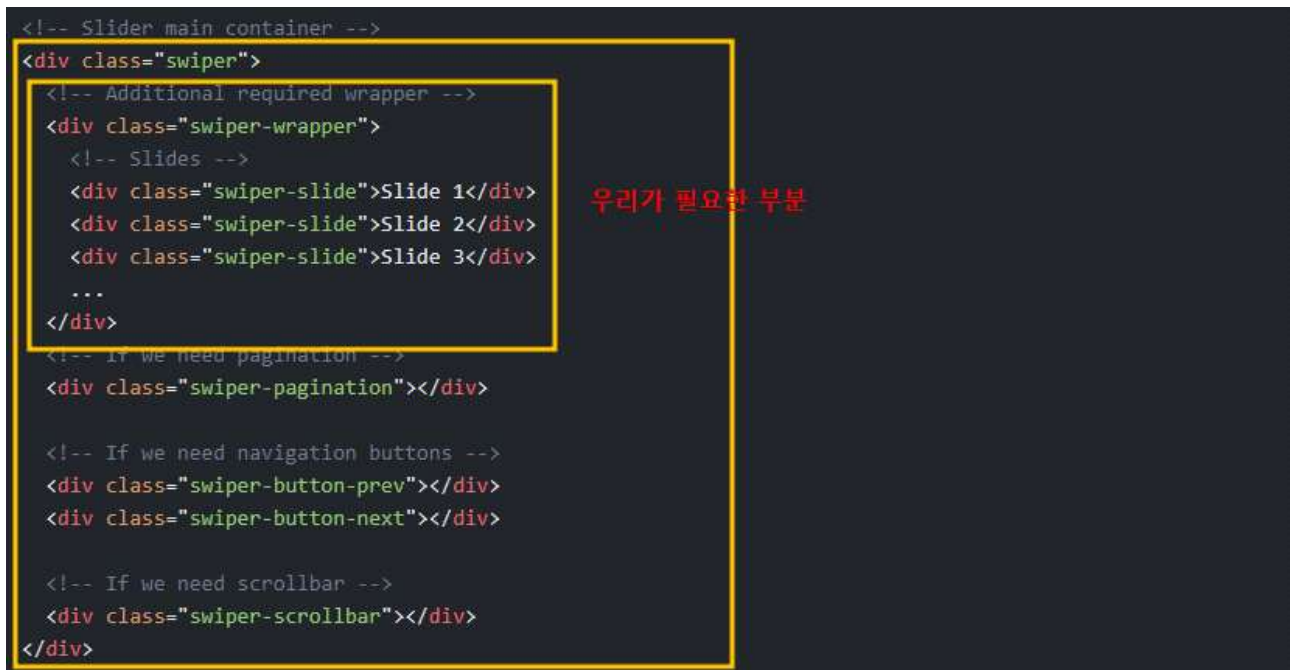 <!-- Slider main container -->
<div class="swiper">
<!-- Additional required wrapper -->
<div class="swiper-wrapper">
<!-- Slides -->
<div class="swiper-slide">Slide 1</div>
<div class="swiper-slide">Slide 2</div>
우리가 필요한 부분
<div class="swiper-slide">Slide 3</div>
...
</div>
<!-- If we need pagination -->
<div class="swiper-pagination"></div>
<!-- If we need navigation buttons -->
<div class="swiper-button-prev"></div>
<div class="swiper-button-next"></div>
<!-- If we need scrollbar -->
<div class="swiper-scrollbar"></div>
</div>